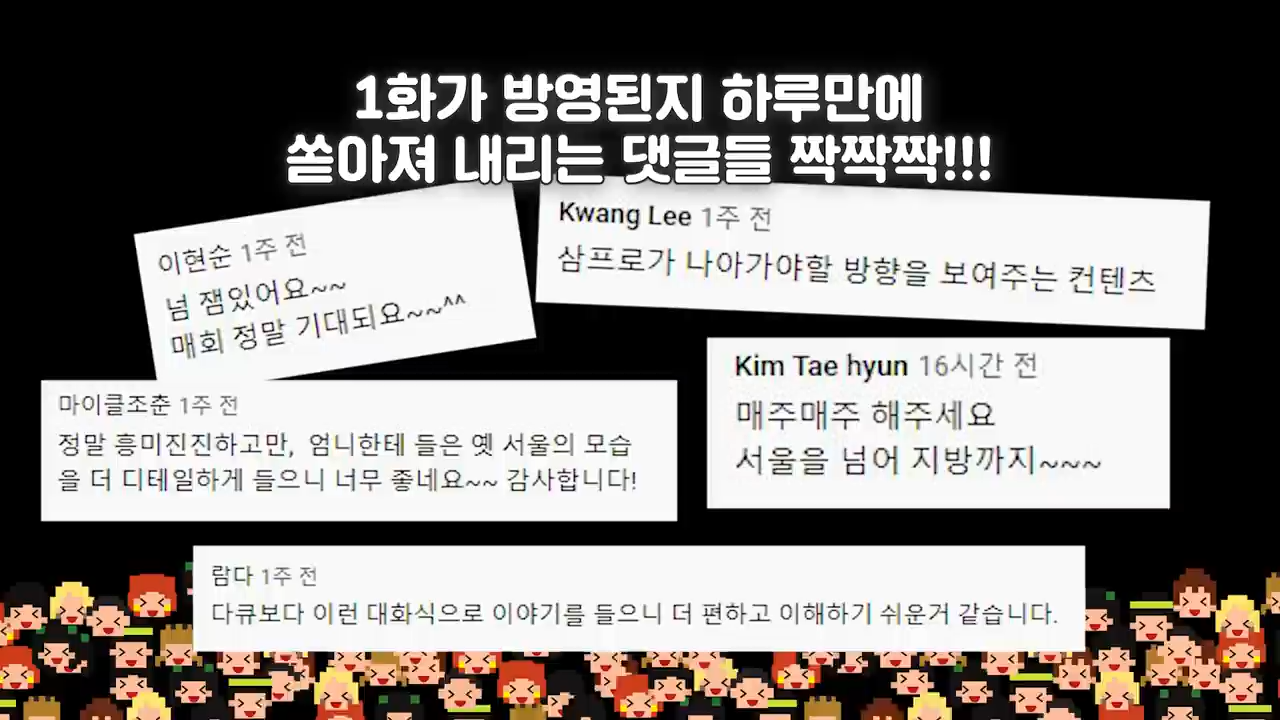 1화가 방영된지 하루만에
쏟아져 내리는 댓글들 짝짝짝!!!
이현순 1주 전
넘 잼있어요~~
매회 정말 기대되요~~^^
Kwang Lee 1주 전
삼프로가 나아가야할 방향을 보여주는 컨텐츠
마이클조춘 1주 전
정말 흥미진진하고만, 엄니한테 들은 옛 서울의 모습
을 더 디테일하게 들으니 너무 좋네요~~ 감사합니다!
Kim Tae hyun 16시간 전
매주매주 해주세요
서울을 넘어 지방까지~~~
람다 1주 전
다큐보다 이런 대화식으로 이야기를 들으니 더 편하고 이해하기 쉬운거 같습니다.